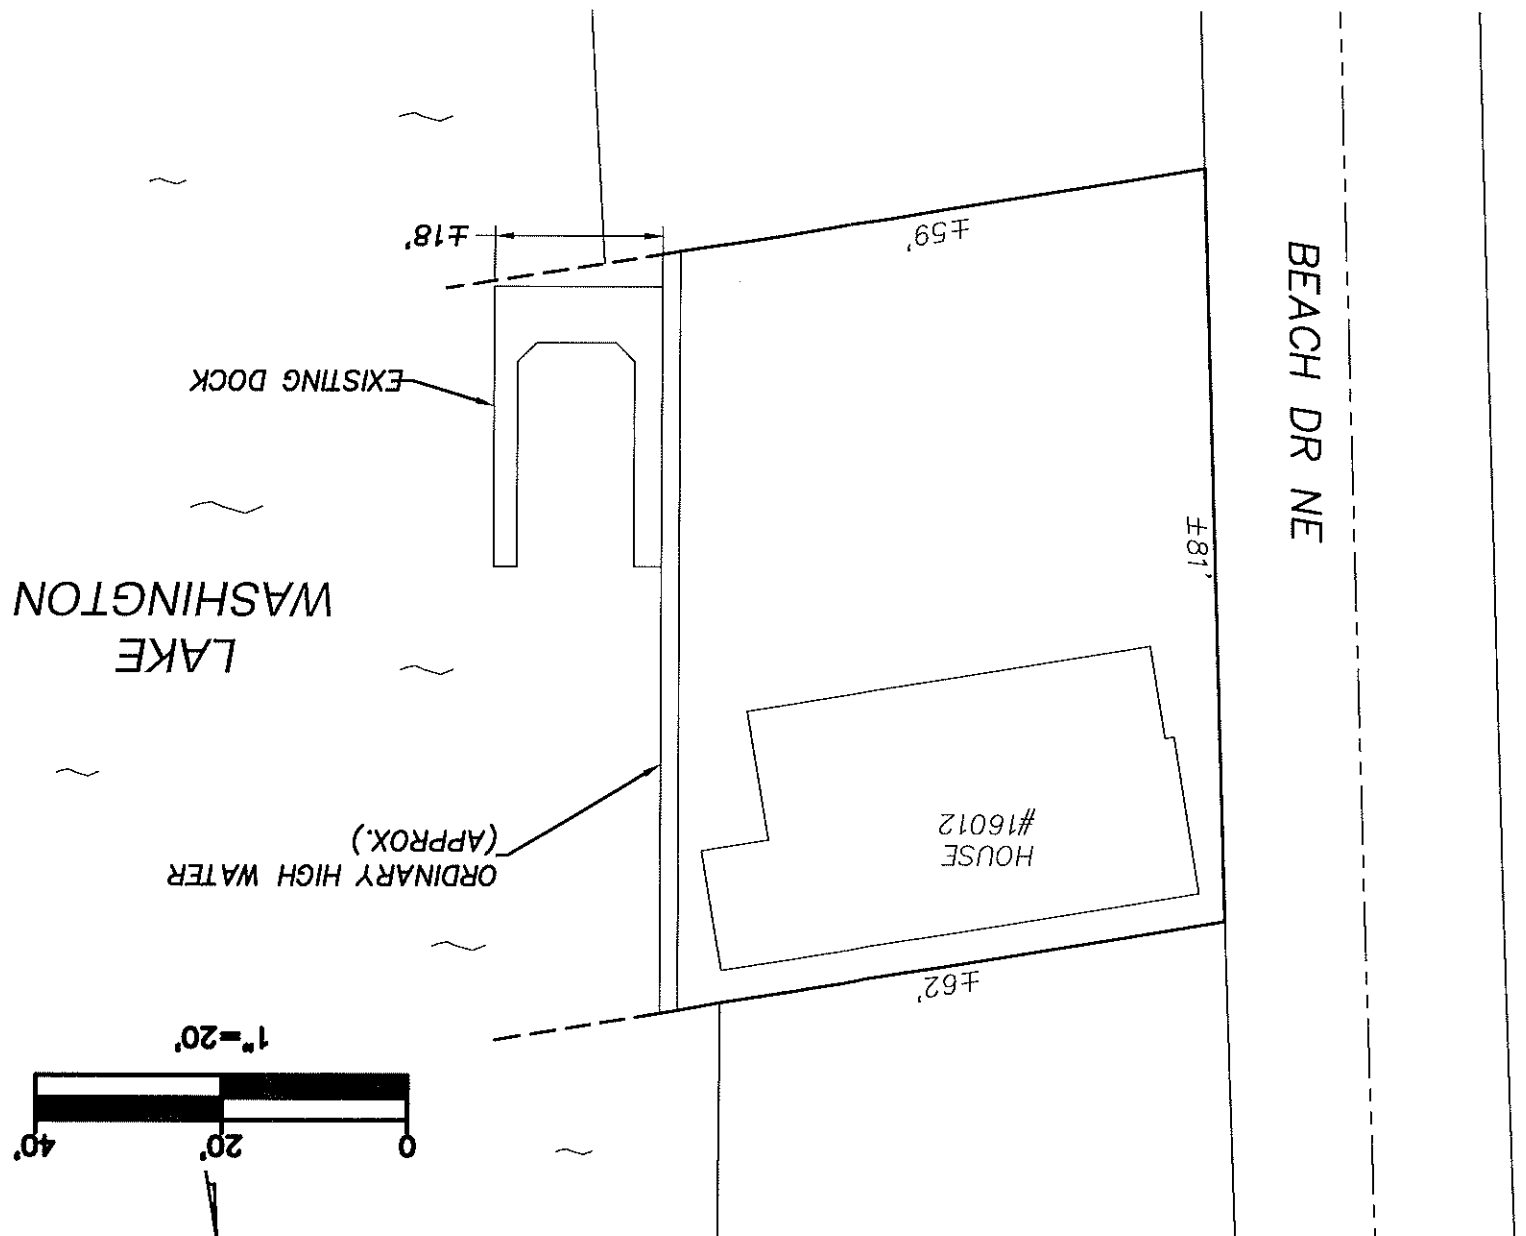 0 20' 40'
1"=20'
±62'
ORDINARY HIGH WATER
(APPROX.)
HOUSE
#16012
LAKE
WASHINGTON
±81'
BEACH DR NE
EXISTING DOCK
±18'
±59'